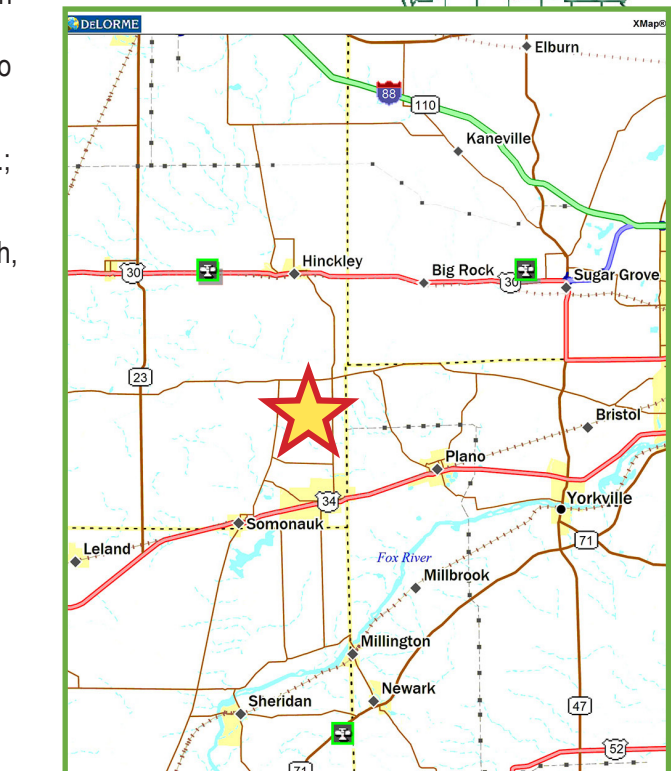 DELORME
XMap®
Elburn
88
110
Kaneville
30
Hinckley
Big Rock
30
Sugar Grove
23
Bristol
Plano
34
Yorkville
Somonauk
71
Leland
Fox River
Millbrook
Millington
Newark
Sheridan
47
52
71